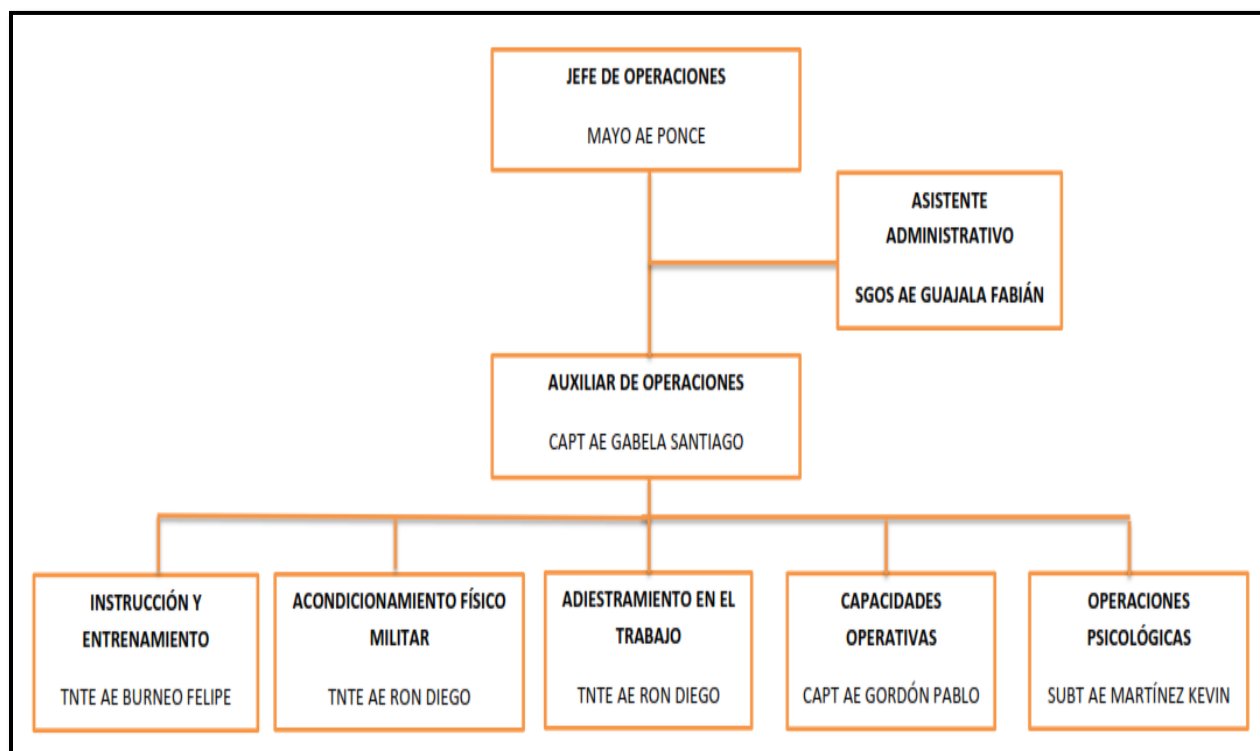 JEFE DE OPERACIONES
MAYO AE PONCE
ASISTENTE
ADMINISTRATIVO
SGOS AE GUAJALA FABIÁN
AUXILIAR DE OPERACIONES
CAPT AE GABELA SANTIAGO
INSTRUCCIÓN Y
ENTRENAMIENTO
TNTE AE BURNEO FELIPE
ACONDICIONAMIENTO FÍSICO
MILITAR
TNTE AE RON DIEGO
ADIESTRAMIENTO EN EL
TRABAJO
TNTE AE RON DIEGO
CAPACIDADES
OPERATIVAS
CAPT AE GORDÓN PABLO
OPERACIONES
PSICOLÓGICAS
SUBT AE MARTÍNEZ KEVIN